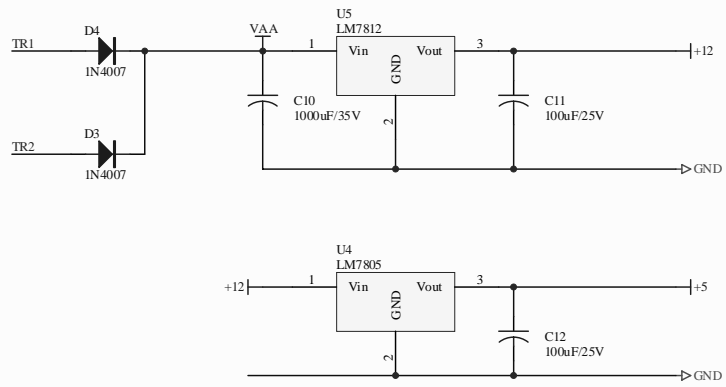 U5
LM7812
D4
VAA
TR1
1
Vin
Vout
3
+12
1N4007
GND
C10
1000uF/35V
2
C11
100uF/25V
D3
TR2
1N4007
GND
U4
LM7805
+12
1
Vin
Vout
3
+5
GND
C12
100uF/25V
2
GND